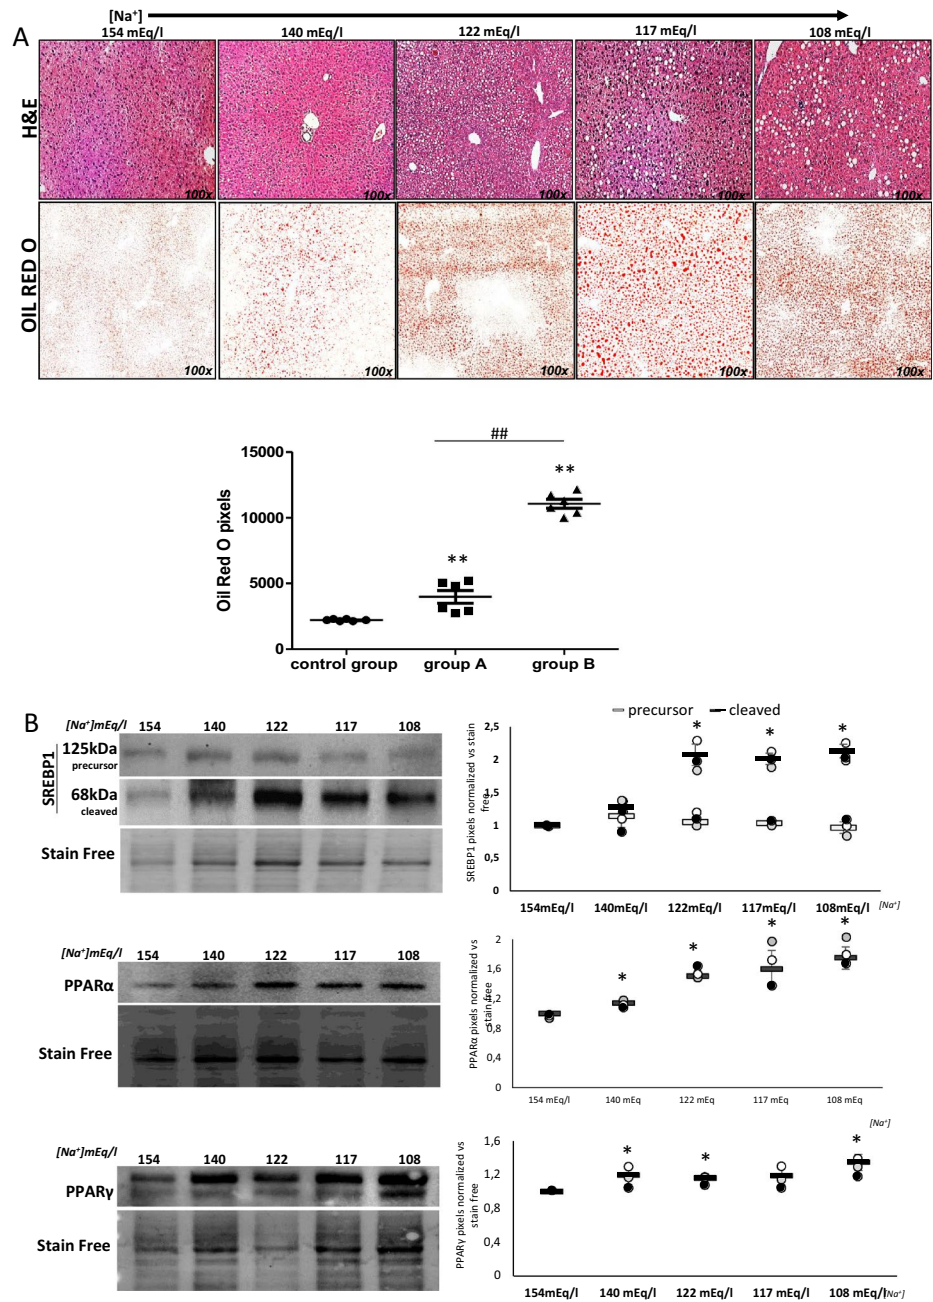 [Na⁺]
A
154 mEq/l 140 mEq/l 122 mEq/l 117 mEq/l 108 mEq/l
H&E
100x 100x 100x 100x 100x
OIL RED O
100x 100x 100x 100x 100x
##
15000
10000
5000
0
Oil Red O pixels
**
**
control group group A group B
B
[Na⁺]mEq/l 154 140 122 117 108
SREBP1
125kDa
precursor
68kDa
cleaved
Stain Free
precursor cleaved
SREBP1 pixels normalized vs stain free
2,5
2
1,5
1
0,5
0
* * *
154mEq/l 140mEq/l 122mEq/l 117mEq/l 108mEq/l [Na⁺]
[Na⁺]mEq/l 154 140 122 117 108
PPARα
Stain Free
PPARα pixels normalized vs stain free
2
1,6
1,2
0,8
0,4
0
* * * *
154 mEq/l 140 mEq 122 mEq 117 mEq 108 mEq
[Na⁺]
[Na⁺]mEq/l 154 140 122 117 108
PPARγ
Stain Free
PPARγ pixels normalized vs stain free
1,6
1,2
0,8
0,4
0
* * *
154mEq/l 140 mEq/l 122 mEq/l 117 mEq/l 108 mEq/l [Na⁺]